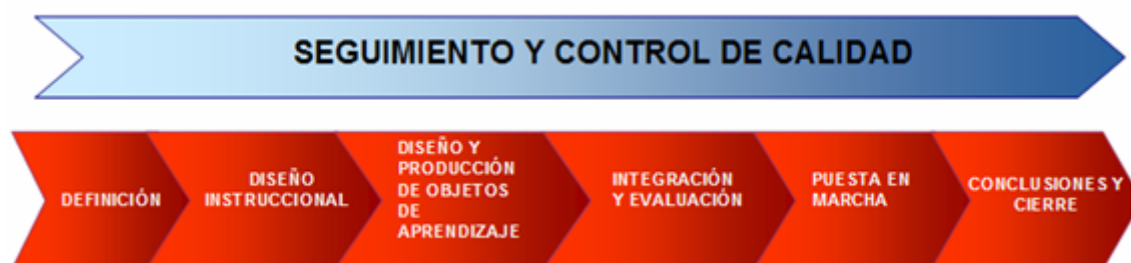 SEGUIMIENTO Y CONTROL DE CALIDAD
DEFINICIÓN
DISEÑO
INSTRUCCIONAL
DISEÑO Y
PRODUCCIÓN
DE OBJETOS
DE
APRENDIZAJE
INTEGRACIÓN
Y EVALUACIÓN
PUESTA EN
MARCHA
CONCLUSIONES Y
CIERRE